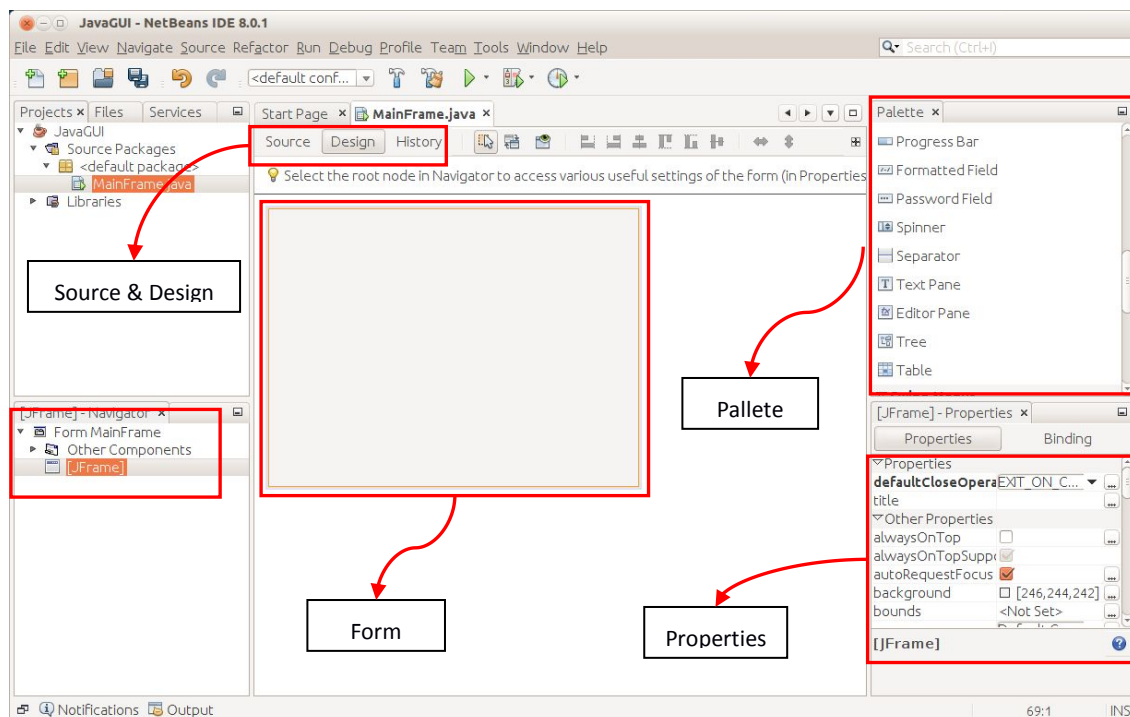 JavaGUI - NetBeans IDE 8.0.1
File Edit View Navigate Source Refactor Run Debug Profile Team Tools Window Help
Search (Ctrl+I)
<default conf...
Projects Files Services
JavaGUI
Source Packages
<default package>
MainFrame.java
Libraries
Start Page MainFrame.java
Source Design History
Select the root node in Navigator to access various useful settings of the form (in Properties
Source & Design
Form
Pallete
Properties
Palette
Progress Bar
Formatted Field
Password Field
Spinner
Separator
Text Pane
Editor Pane
Tree
Table
[JFrame] - Navigator
Form MainFrame
Other Components
[JFrame]
[JFrame] - Properties
Properties Binding
Properties
defaultCloseOpera EXIT_ON_C... ...
title ...
Other Properties
alwaysOnTop ...
alwaysOnTopSuppo
autoRequestFocus ...
background [246,244,242] ...
bounds <Not Set> ...
[JFrame]
Notifications Output
69:1 INS